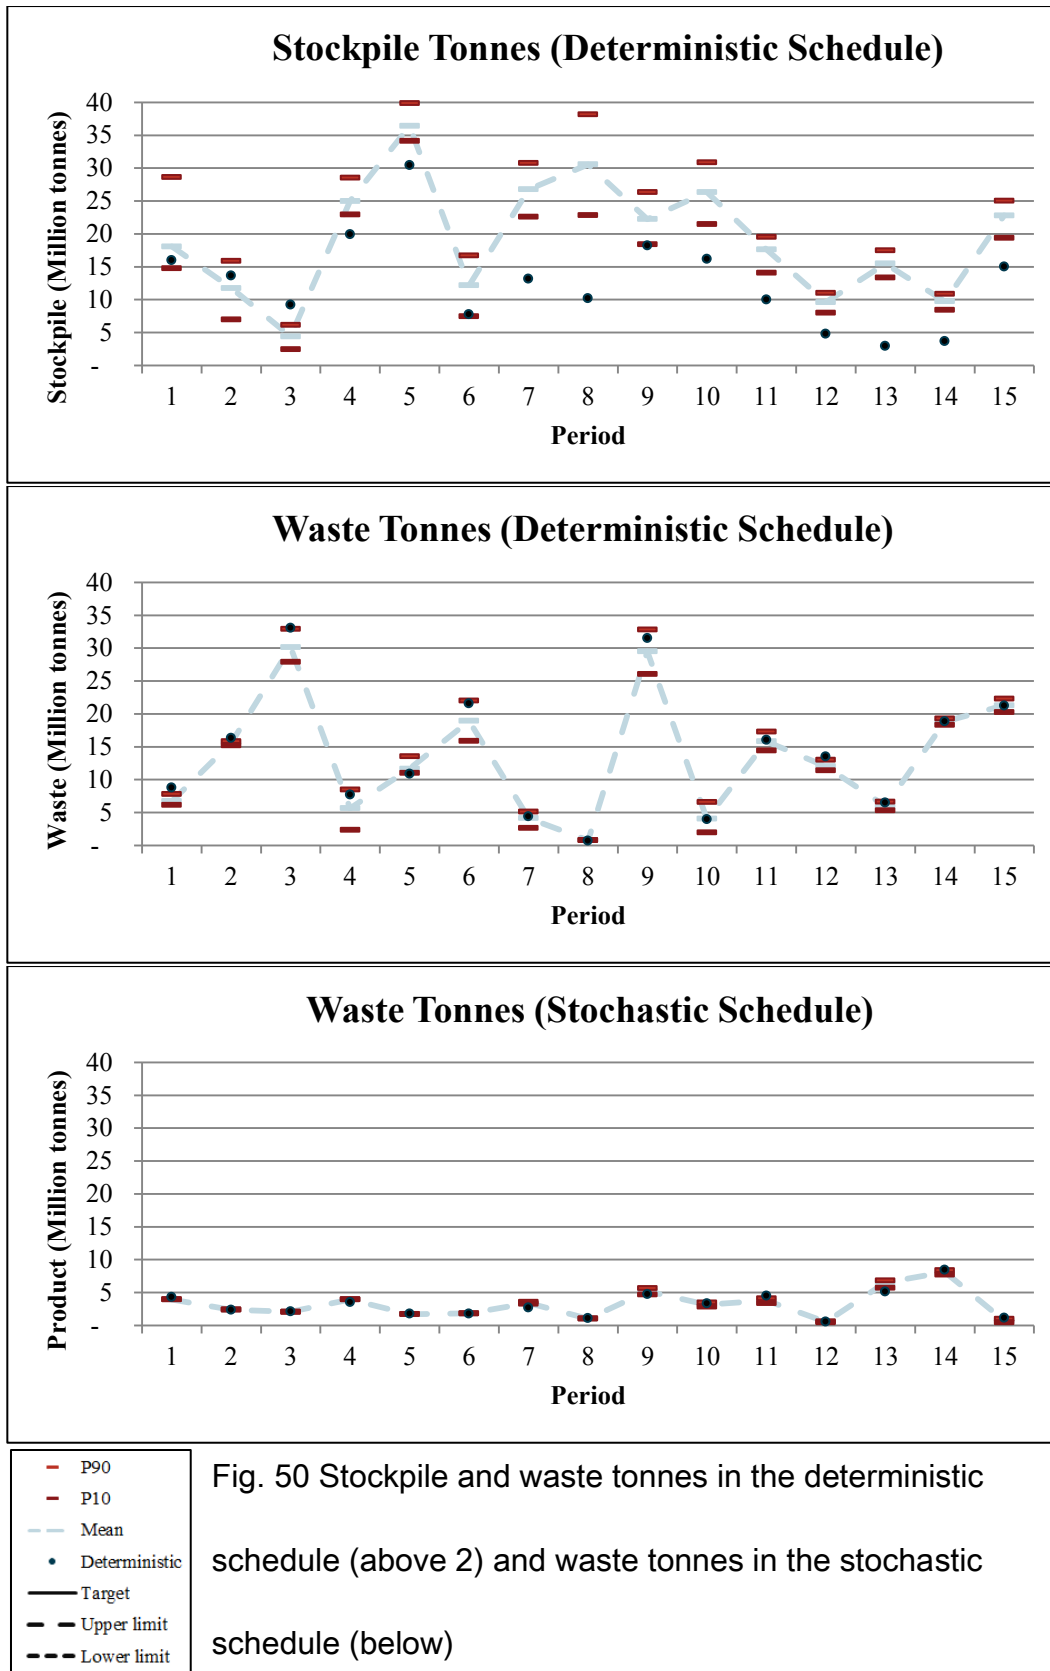 Stockpile Tonnes (Deterministic Schedule)
Stockpile (Million tonnes)
40
35
30
25
20
15
10
5
-
1 2 3 4 5 6 7 8 9 10 11 12 13 14 15
Period
Waste Tonnes (Deterministic Schedule)
Waste (Million tonnes)
40
35
30
25
20
15
10
5
-
1 2 3 4 5 6 7 8 9 10 11 12 13 14 15
Period
Waste Tonnes (Stochastic Schedule)
Product (Million tonnes)
40
35
30
25
20
15
10
5
-
1 2 3 4 5 6 7 8 9 10 11 12 13 14 15
Period
P90
P10
Mean
Deterministic
Target
Upper limit
Lower limit
Fig. 50 Stockpile and waste tonnes in the deterministic
schedule (above 2) and waste tonnes in the stochastic
schedule (below)